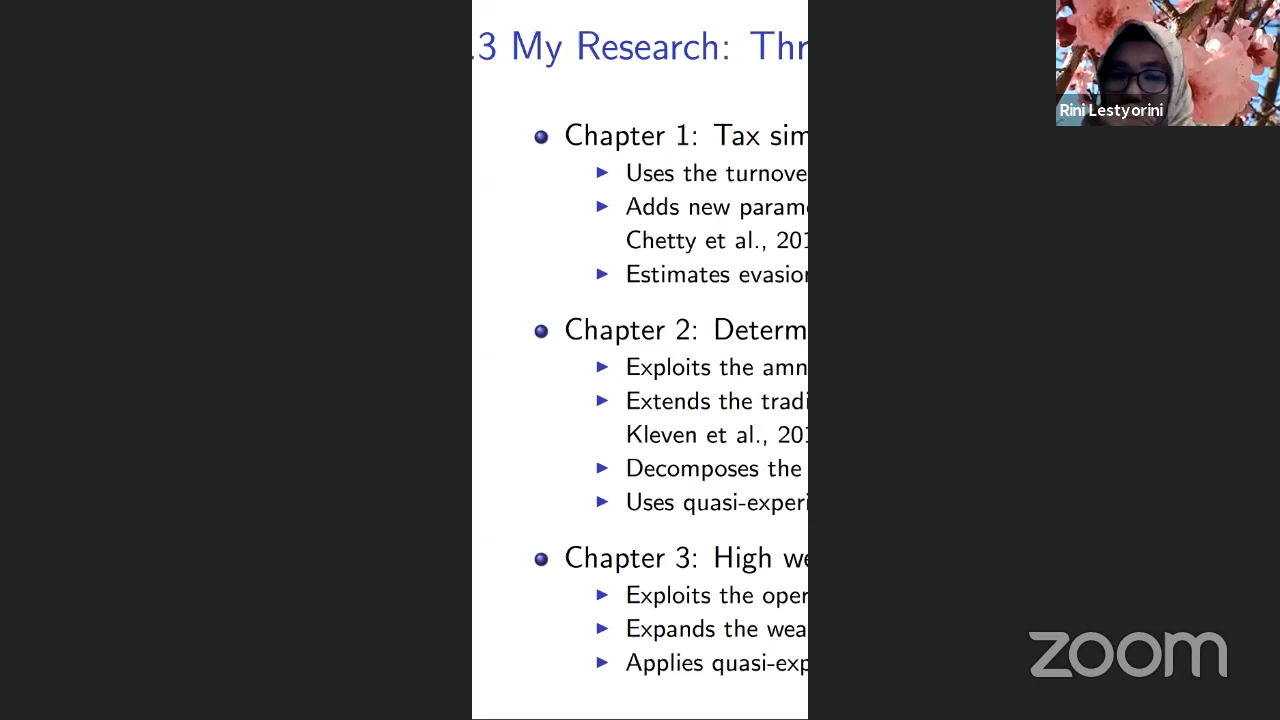 .3 My Research: Thr
Rini Lestyorini
Chapter 1: Tax sim
Uses the turnove
Adds new param
Chetty et al., 201
Estimates evasion
Chapter 2: Determ
Exploits the amn
Extends the tradi
Kleven et al., 201
Decomposes the
Uses quasi-experi
Chapter 3: High we
Exploits the oper
Expands the wea
Applies quasi-exp
zoom